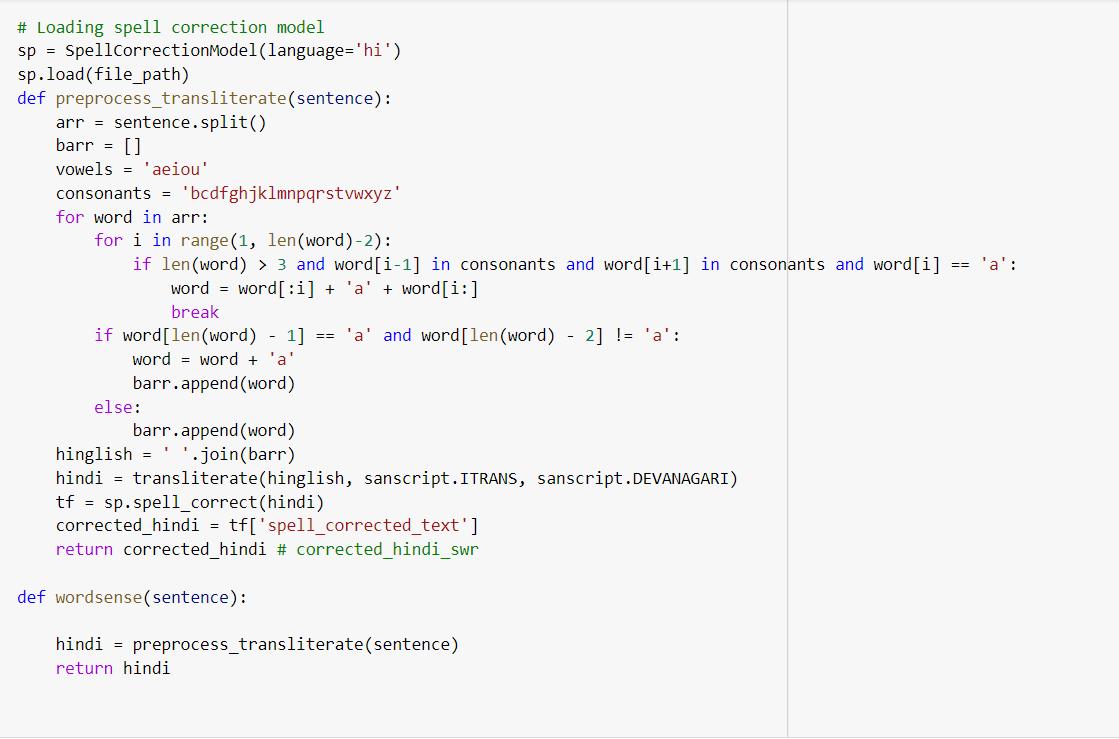 # Loading spell correction model
sp = SpellCorrectionModel(language='hi')
sp.load(file_path)
def preprocess_transliterate(sentence):
    arr = sentence.split()
    barr = []
    vowels = 'aeiou'
    consonants = 'bcdfghjklmnpqrstvwxyz'
    for word in arr:
        for i in range(1, len(word)-2):
            if len(word) > 3 and word[i-1] in consonants and word[i+1] in consonants and word[i] == 'a':
                word = word[:i] + 'a' + word[i:]
                break
        if word[len(word) - 1] == 'a' and word[len(word) - 2] != 'a':
            word = word + 'a'
            barr.append(word)
        else:
            barr.append(word)
    hinglish = ' '.join(barr)
    hindi = transliterate(hinglish, sanscript.ITRANS, sanscript.DEVANAGARI)
    tf = sp.spell_correct(hindi)
    corrected_hindi = tf['spell_corrected_text']
    return corrected_hindi # corrected_hindi_swr
def wordsense(sentence):
    hindi = preprocess_transliterate(sentence)
    return hindi